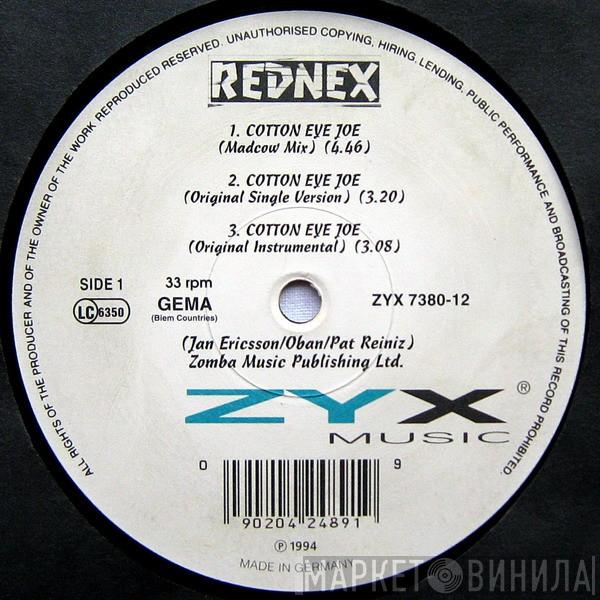 ALL RIGHTS OF THE PRODUCER AND OF THE OWNER OF THE WORK REPRODUCED RESERVED. UNAUTHORISED COPYING, HIRING, LENDING, PUBLIC PERFORMANCE AND BROADCASTING OF THIS RECORD PROHIBITED.
REDNEX
1. COTTON EYE JOE
(Madcow Mix) (4.46)
2. COTTON EYE JOE
(Original Single Version) (3.20)
3. COTTON EYE JOE
(Original Instrumental) (3.08)
SIDE 1 33 rpm
LC 6350 GEMA ZYX 7380-12
(Biem Countries)
(Jan Ericsson/Oban/Pat Reiniz)
Zomba Music Publishing Ltd.
ZYX ®
MUSIC
0 9
90204 24891
℗ 1994
MADE IN GERMANY
МАРКЕТ ВИНИЛА